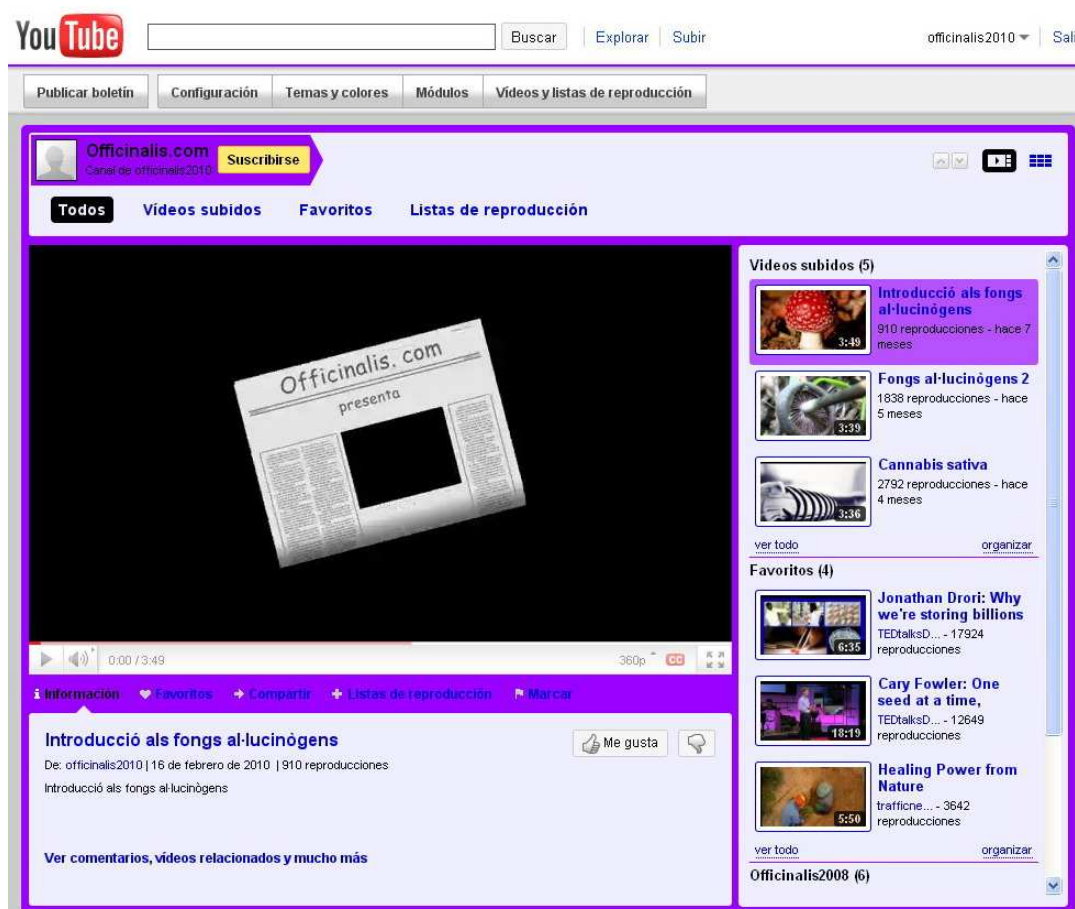 You Tube
Buscar
Explorar
Subir
officinalis2010
Sali
Publicar boletín
Configuración
Temas y colores
Módulos
Vídeos y listas de reproducción
Officinalis.com
Canal de officinalis2010
Suscribirse
Todos
Vídeos subidos
Favoritos
Listas de reproducción
Officinalis.com
presenta
0:00 / 3:49
360p
CC
Información
Favoritos
Compartir
Listas de reproducción
Marcar
Introducció als fongs al·lucinògens
Me gusta
De: officinalis2010 | 16 de febrero de 2010 | 910 reproducciones
Introducció als fongs al·lucinògens
Ver comentarios, vídeos relacionados y mucho más
Videos subidos (5)
3:49
Introducció als fongs
al·lucinògens
910 reproducciones - hace 7
meses
3:39
Fongs al·lucinògens 2
1838 reproducciones - hace
5 meses
3:36
Cannabis sativa
2792 reproducciones - hace
4 meses
ver todo
organizar
Favoritos (4)
6:35
Jonathan Drori: Why
we're storing billions
TEDtalksD... - 17924
reproducciones
18:19
Cary Fowler: One
seed at a time,
TEDtalksD... - 12649
reproducciones
5:50
Healing Power from
Nature
trafficne... - 3642
reproducciones
ver todo
organizar
Officinalis2008 (6)